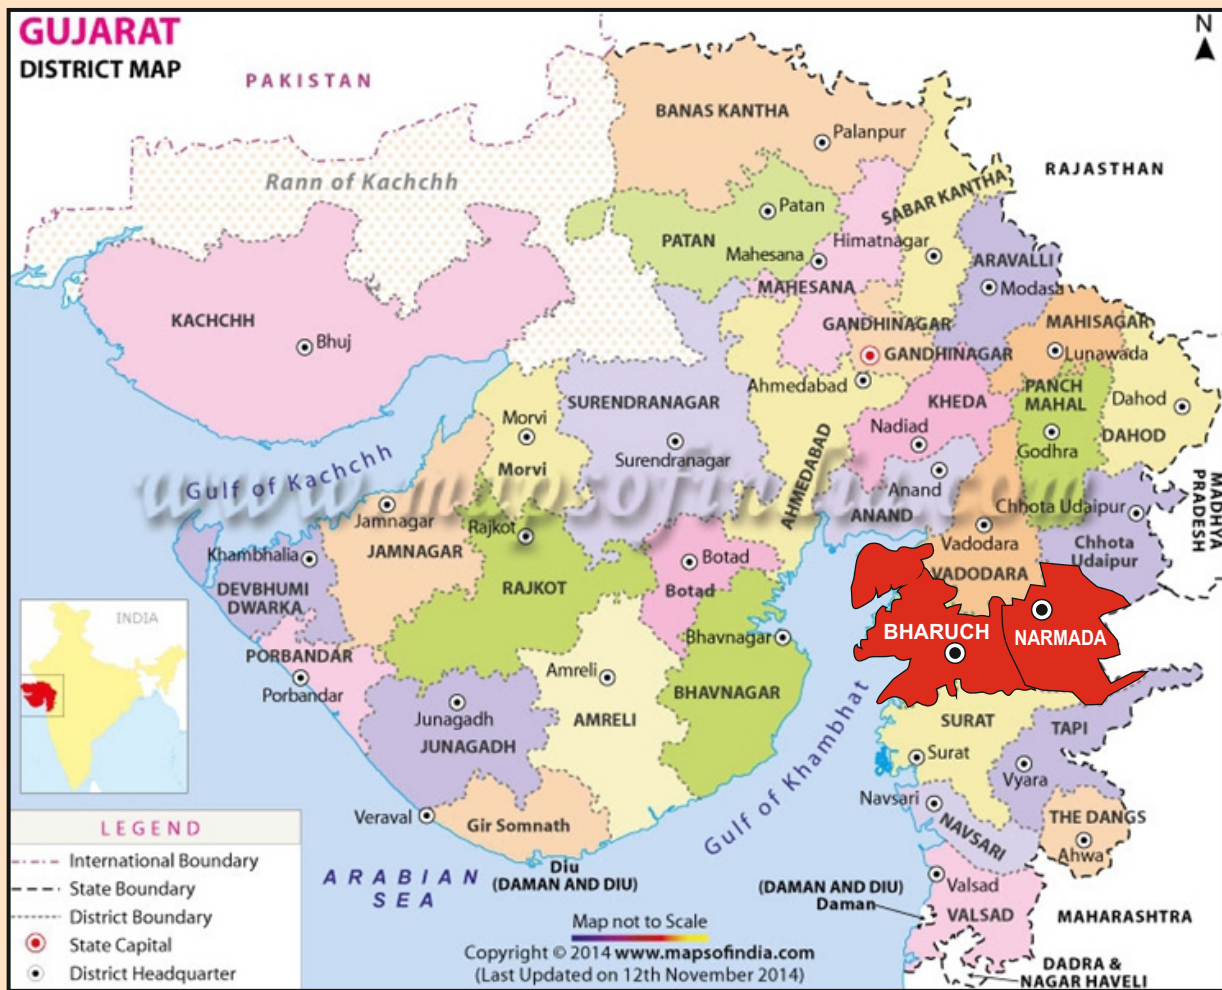 GUJARAT
DISTRICT MAP
N
PAKISTAN
BANAS KANTHA
Palanpur
RAJASTHAN
Rann of Kachchh
SABAR KANTHA
Patan
PATAN
Himatnagar
Mahesana
ARAVALLI
MAHESANA
Modasa
KACHCHH
Bhuj
GANDHINAGAR
MAHISAGAR
GANDHINAGAR
Lunawada
Ahmedabad
PANCH
MAHAL
Dahod
SURENDRANAGAR
KHEDA
Morvi
Nadiad
DAHOD
Godhra
Surendranagar
AHMEDABAD
Morvi
Gulf of Kachchh
www.mapsofindia.com
Anand
MADHYA
PRADESH
Jamnagar
ANAND
Chhota Udaipur
Rajkot
Vadodara
JAMNAGAR
Chhota
Udaipur
Khambhalia
Botad
VADODARA
DEVBHUMI
DWARKA
RAJKOT
Botad
INDIA
BHARUCH
NARMADA
Bhavnagar
PORBANDAR
Amreli
Porbandar
BHAVNAGAR
Junagadh
AMRELI
SURAT
TAPI
JUNAGADH
Gulf of Khambhat
Surat
Vyara
Navsari
Veraval
Gir Somnath
NAVSARI
THE DANGS
Ahwa
LEGEND
International Boundary
State Boundary
District Boundary
State Capital
District Headquarter
ARABIAN
SEA
Diu
(DAMAN AND DIU)
(DAMAN AND DIU)
Daman
Valsad
VALSAD
MAHARASHTRA
Map not to Scale
Copyright © 2014 www.mapsofindia.com
(Last Updated on 12th November 2014)
DADRA &
NAGAR HAVELI